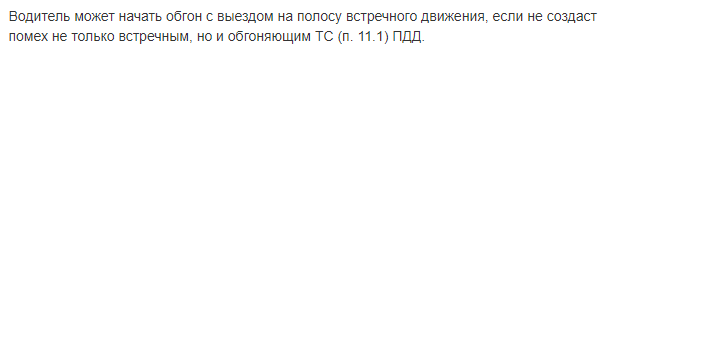 Водитель может начать обгон с выездом на полосу встречного движения, если не создаст
помех не только встречным, но и обгоняющим ТС (п. 11.1) ПДД.